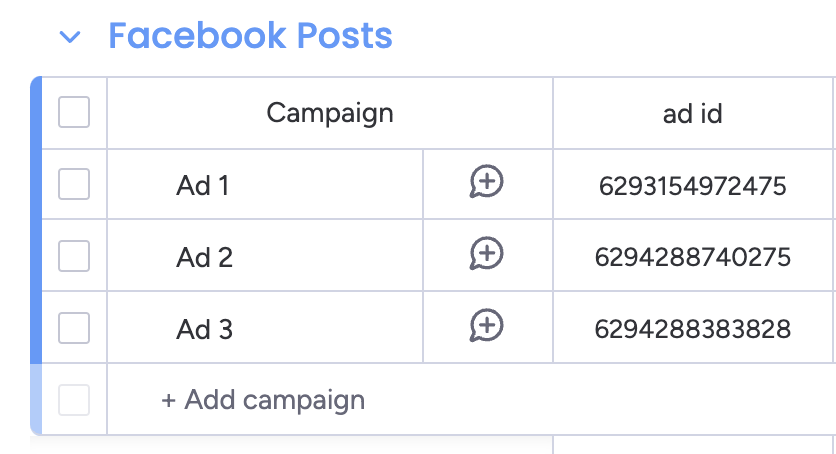 Facebook Posts
Campaign ad id
Ad 1 6293154972475
Ad 2 6294288740275
Ad 3 6294288383828
+ Add campaign